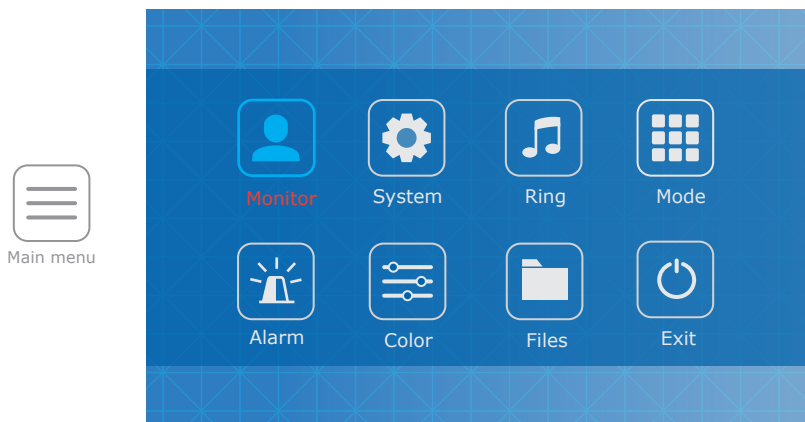 Main menu
Monitor
System
Ring
Mode
Alarm
Color
Files
Exit